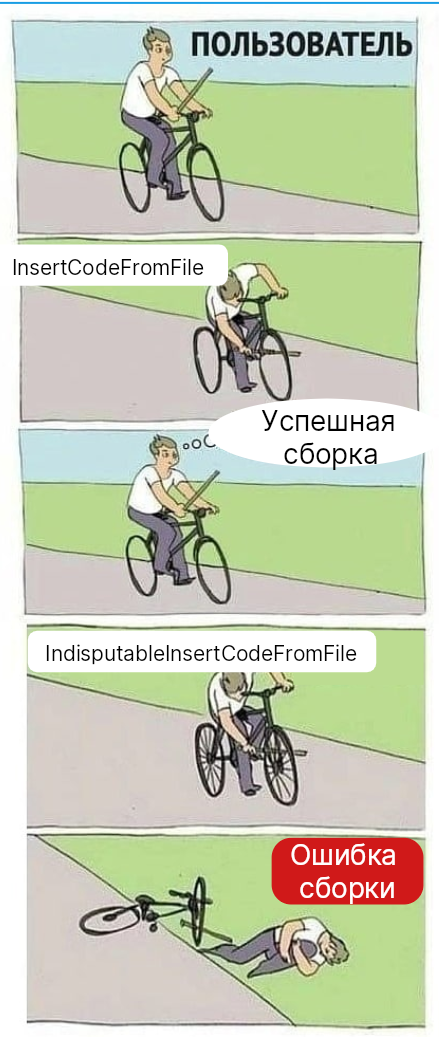 ПОЛЬЗОВАТЕЛЬ
InsertCodeFromFile
Успешная
сборка
IndisputableInsertCodeFromFile
Ошибка
сборки